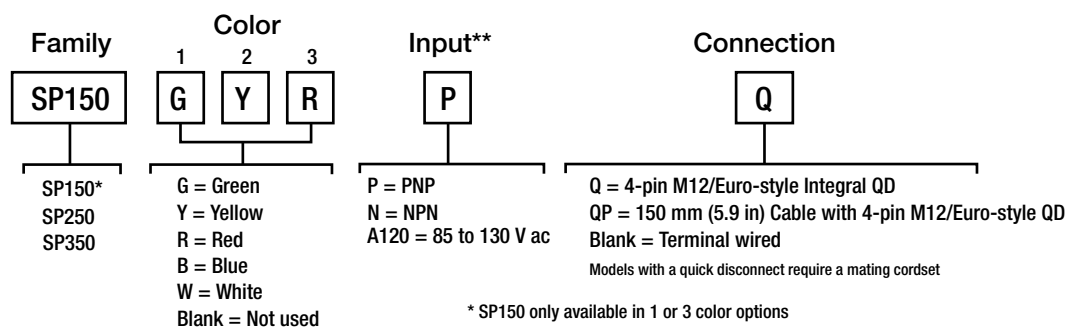 Family
Color
Input**
Connection
1 2 3
SP150
G
Y
R
P
Q
SP150*
SP250
SP350
G = Green
Y = Yellow
R = Red
B = Blue
W = White
Blank = Not used
P = PNP
N = NPN
A120 = 85 to 130 V ac
Q = 4-pin M12/Euro-style Integral QD
QP = 150 mm (5.9 in) Cable with 4-pin M12/Euro-style QD
Blank = Terminal wired
Models with a quick disconnect require a mating cordset
* SP150 only available in 1 or 3 color options